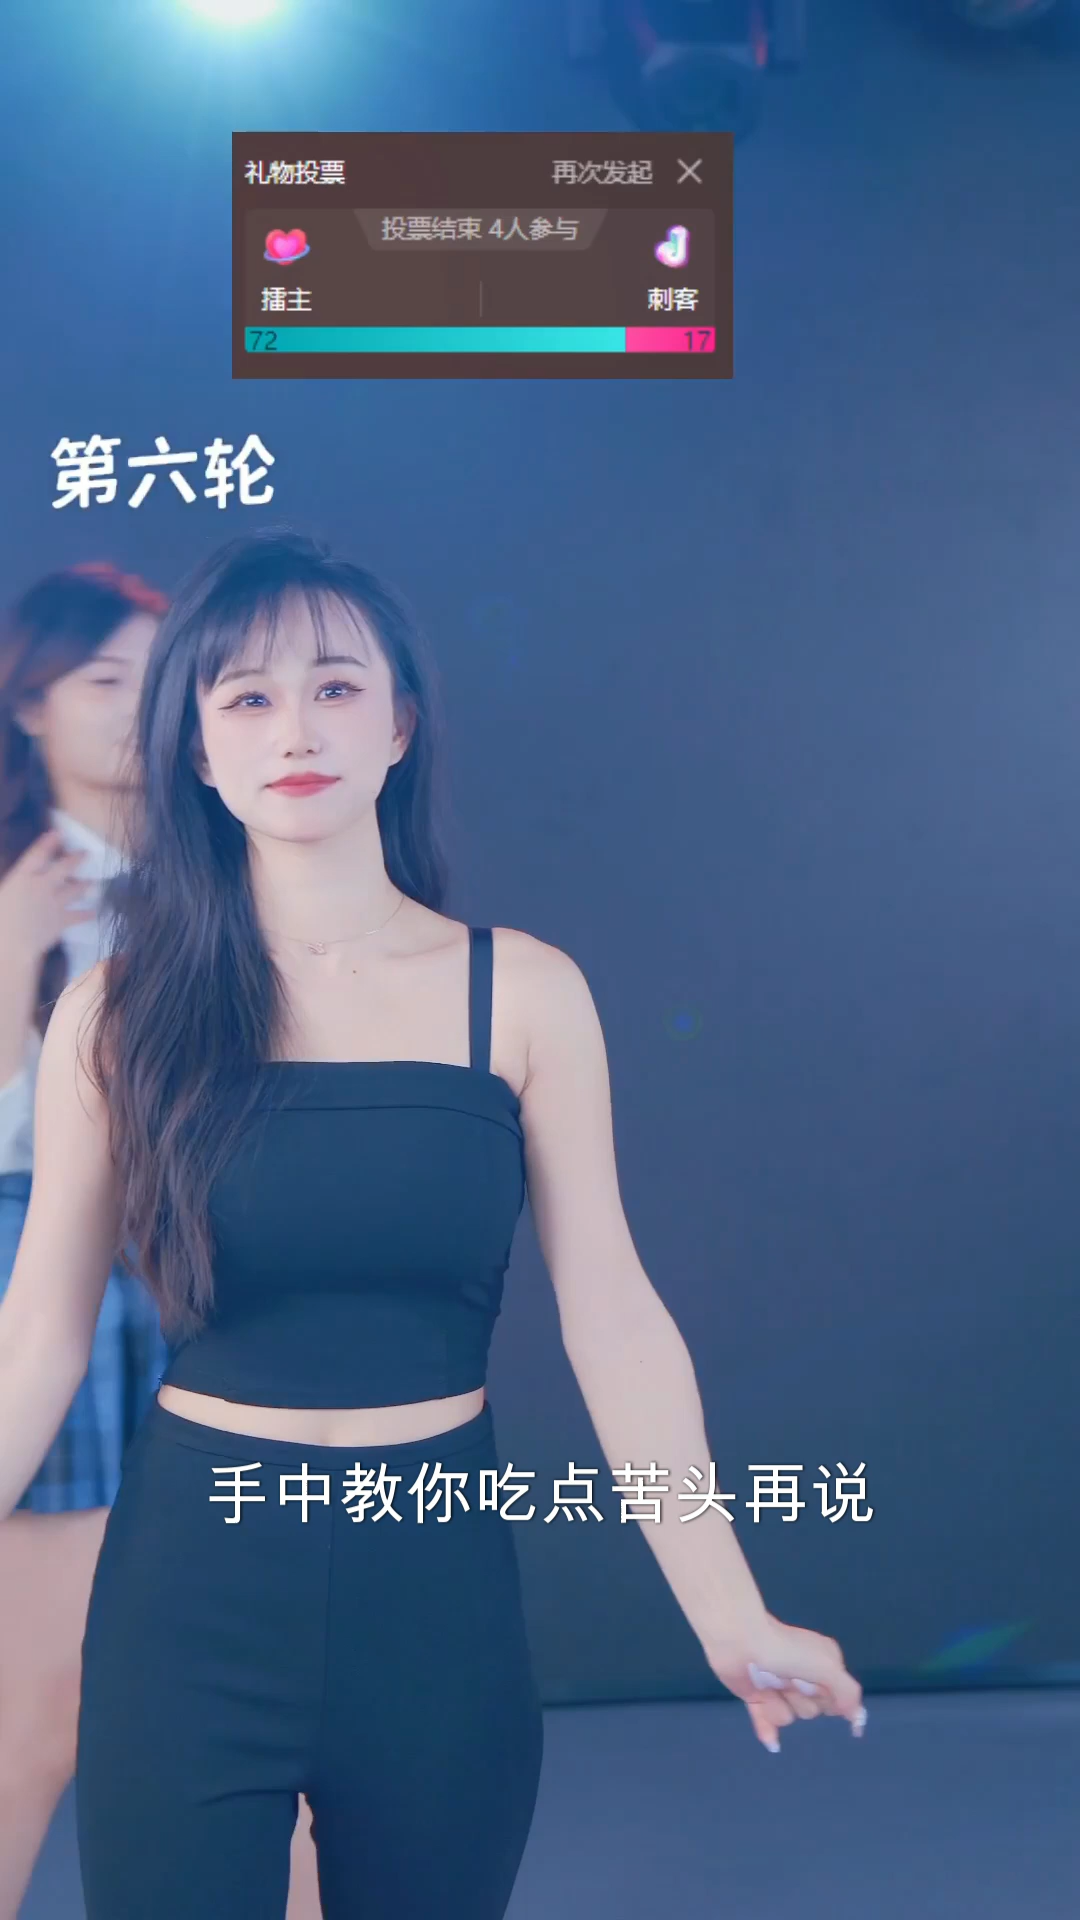 礼物投票 再次发起
投票结束 4人参与
擂主 刺客
72 17
第六轮
手中教你吃点苦头再说